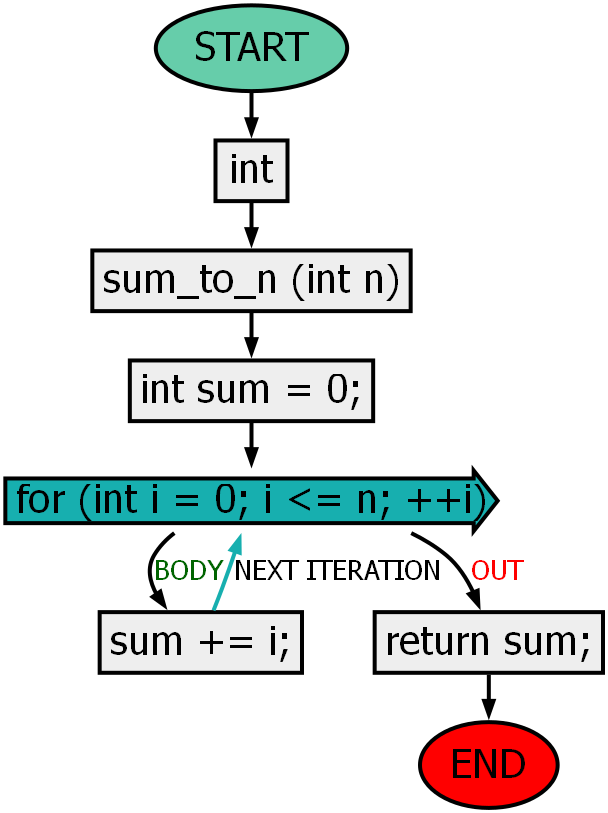 START
int
sum_to_n (int n)
int sum = 0;
for (int i = 0; i <= n; ++i)
BODY NEXT ITERATION OUT
sum += i; return sum;
END